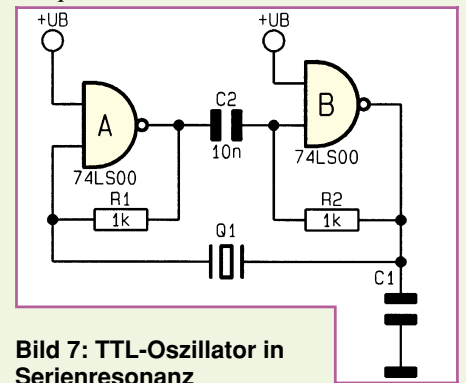 +UB
+UB
A
C2
B
10n
74LS00
74LS00
R1
1k
R2
1k
Q1
C1
Bild 7: TTL-Oszillator in
Serienresonanz